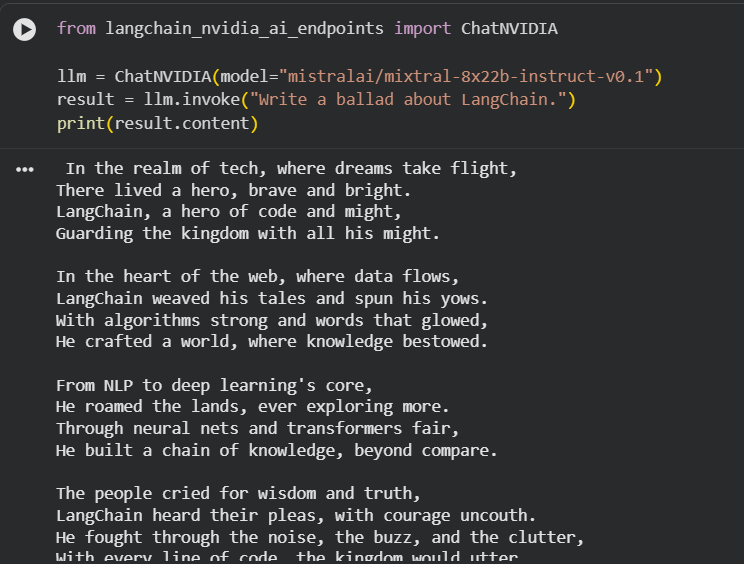 from langchain_nvidia_ai_endpoints import ChatNVIDIA
llm = ChatNVIDIA(model="mistralai/mixtral-8x22b-instruct-v0.1")
result = llm.invoke("Write a ballad about LangChain.")
print(result.content)
In the realm of tech, where dreams take flight,
There lived a hero, brave and bright.
LangChain, a hero of code and might,
Guarding the kingdom with all his might.
In the heart of the web, where data flows,
LangChain weaved his tales and spun his yows.
With algorithms strong and words that glowed,
He crafted a world, where knowledge bestowed.
From NLP to deep learning's core,
He roamed the lands, ever exploring more.
Through neural nets and transformers fair,
He built a chain of knowledge, beyond compare.
The people cried for wisdom and truth,
LangChain heard their pleas, with courage uncouth.
He fought through the noise, the buzz, and the clutter,
With every line of code, the kingdom would utter